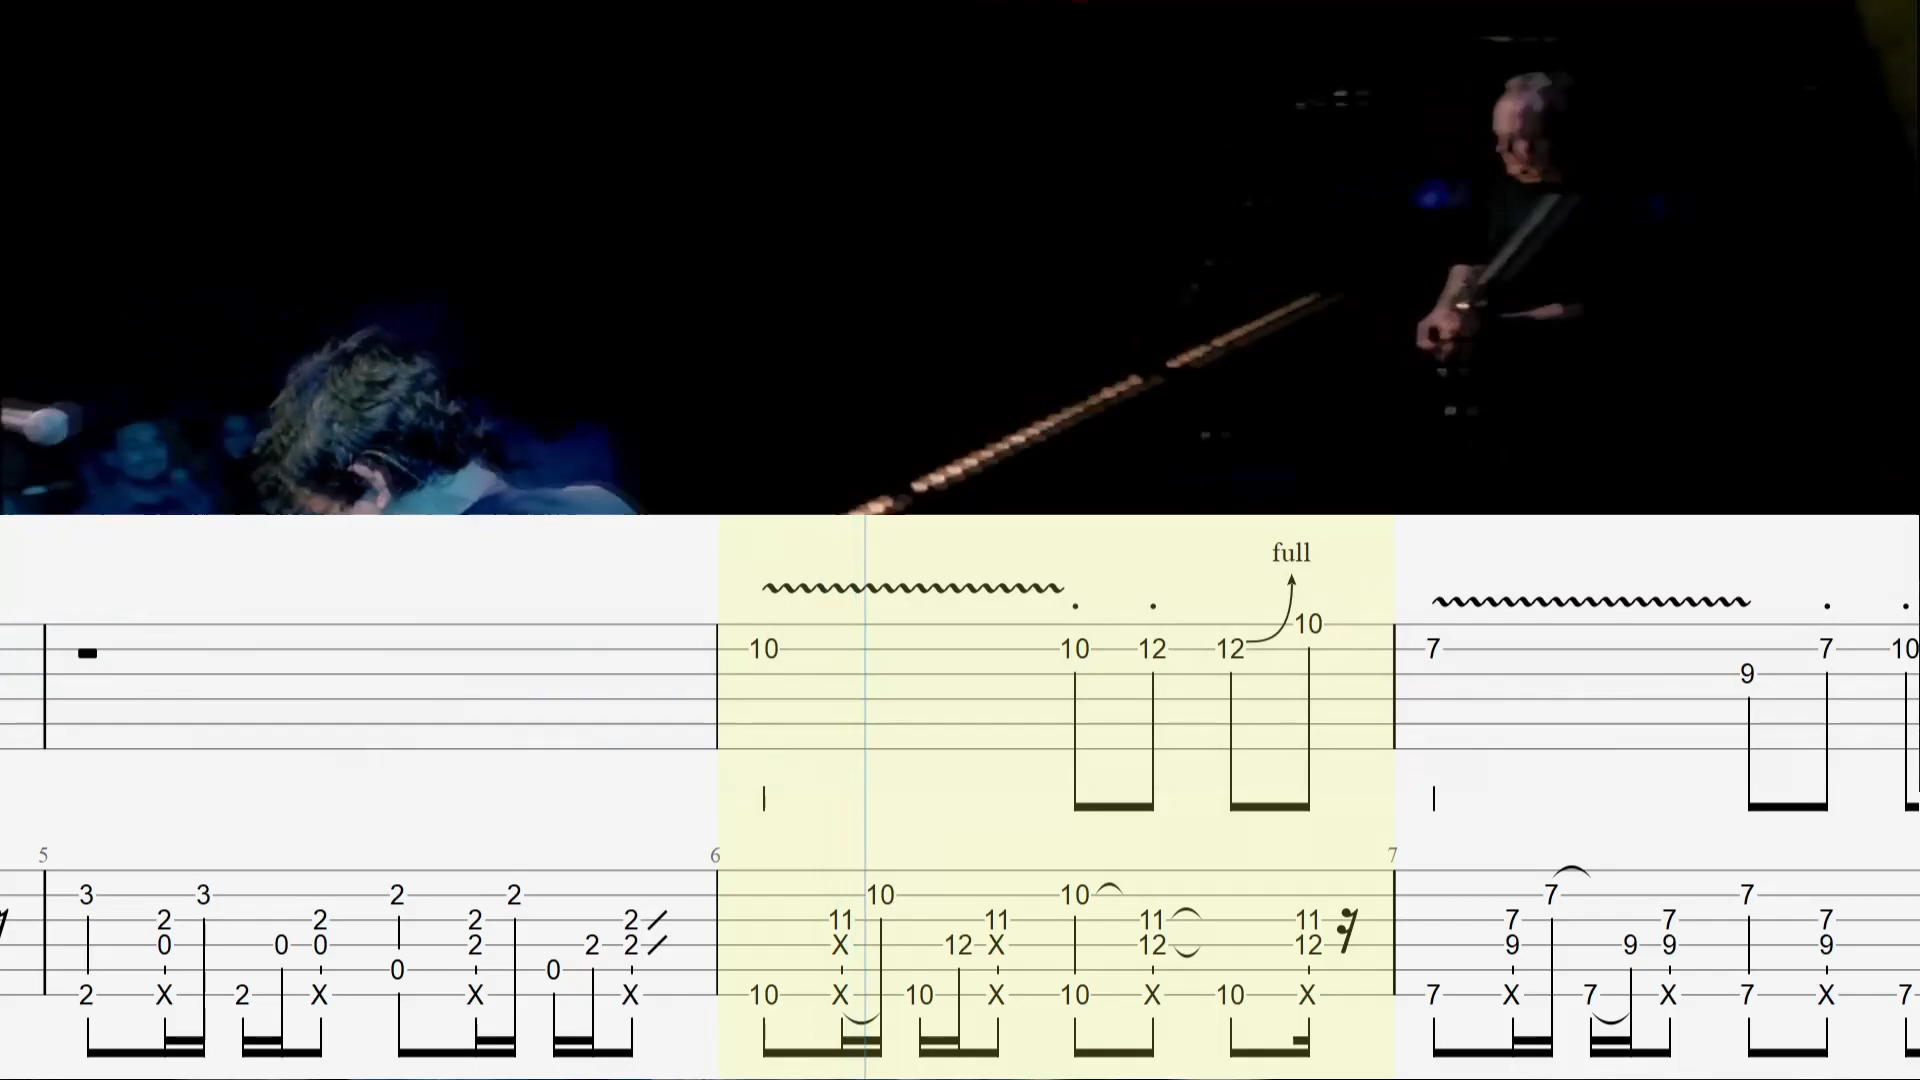 full
10
10 10 12 12 7 7 10
9
5 6 7
3 3 2 2 10 10 7 7
2 2 2 2 11 11 11 11 7 7 7
0 0 0 2 2 2 X 12 X 12 12 9 9 9 9
0 0
2 X 2 X X X 10 X 10 X 10 X 10 X 7 X 7 X 7 X 7